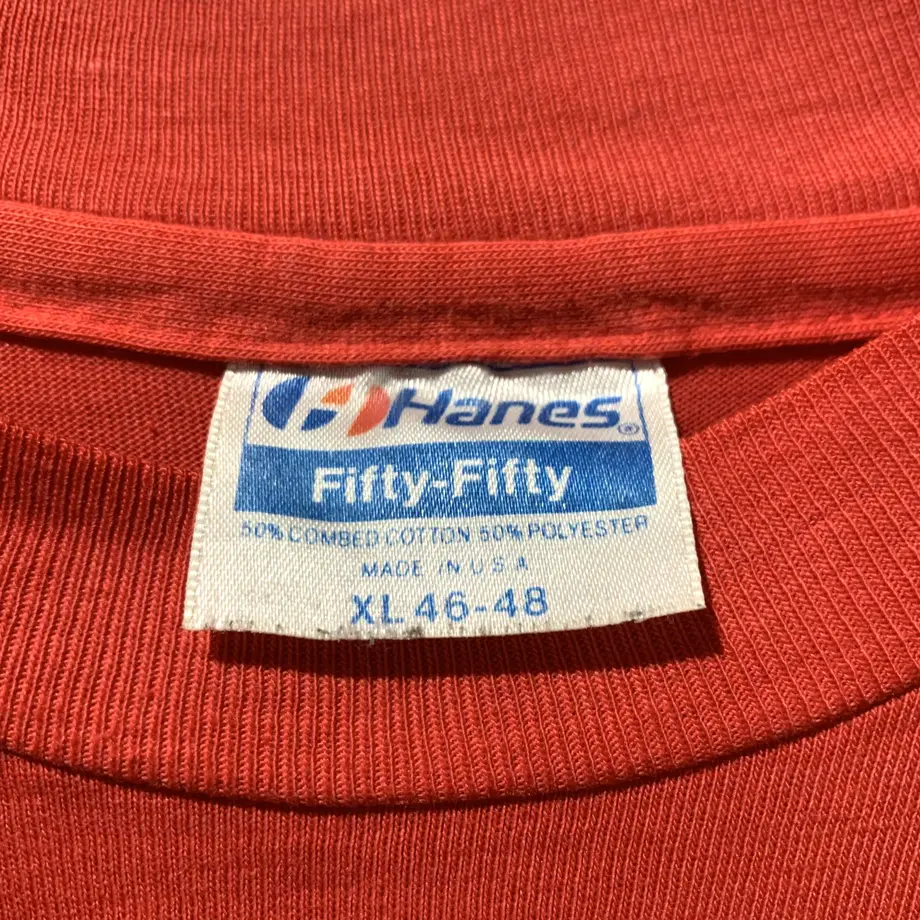 Hanes®
Fifty-Fifty
50% COMBED COTTON 50% POLYESTER
MADE IN U.S.A
XL 46-48